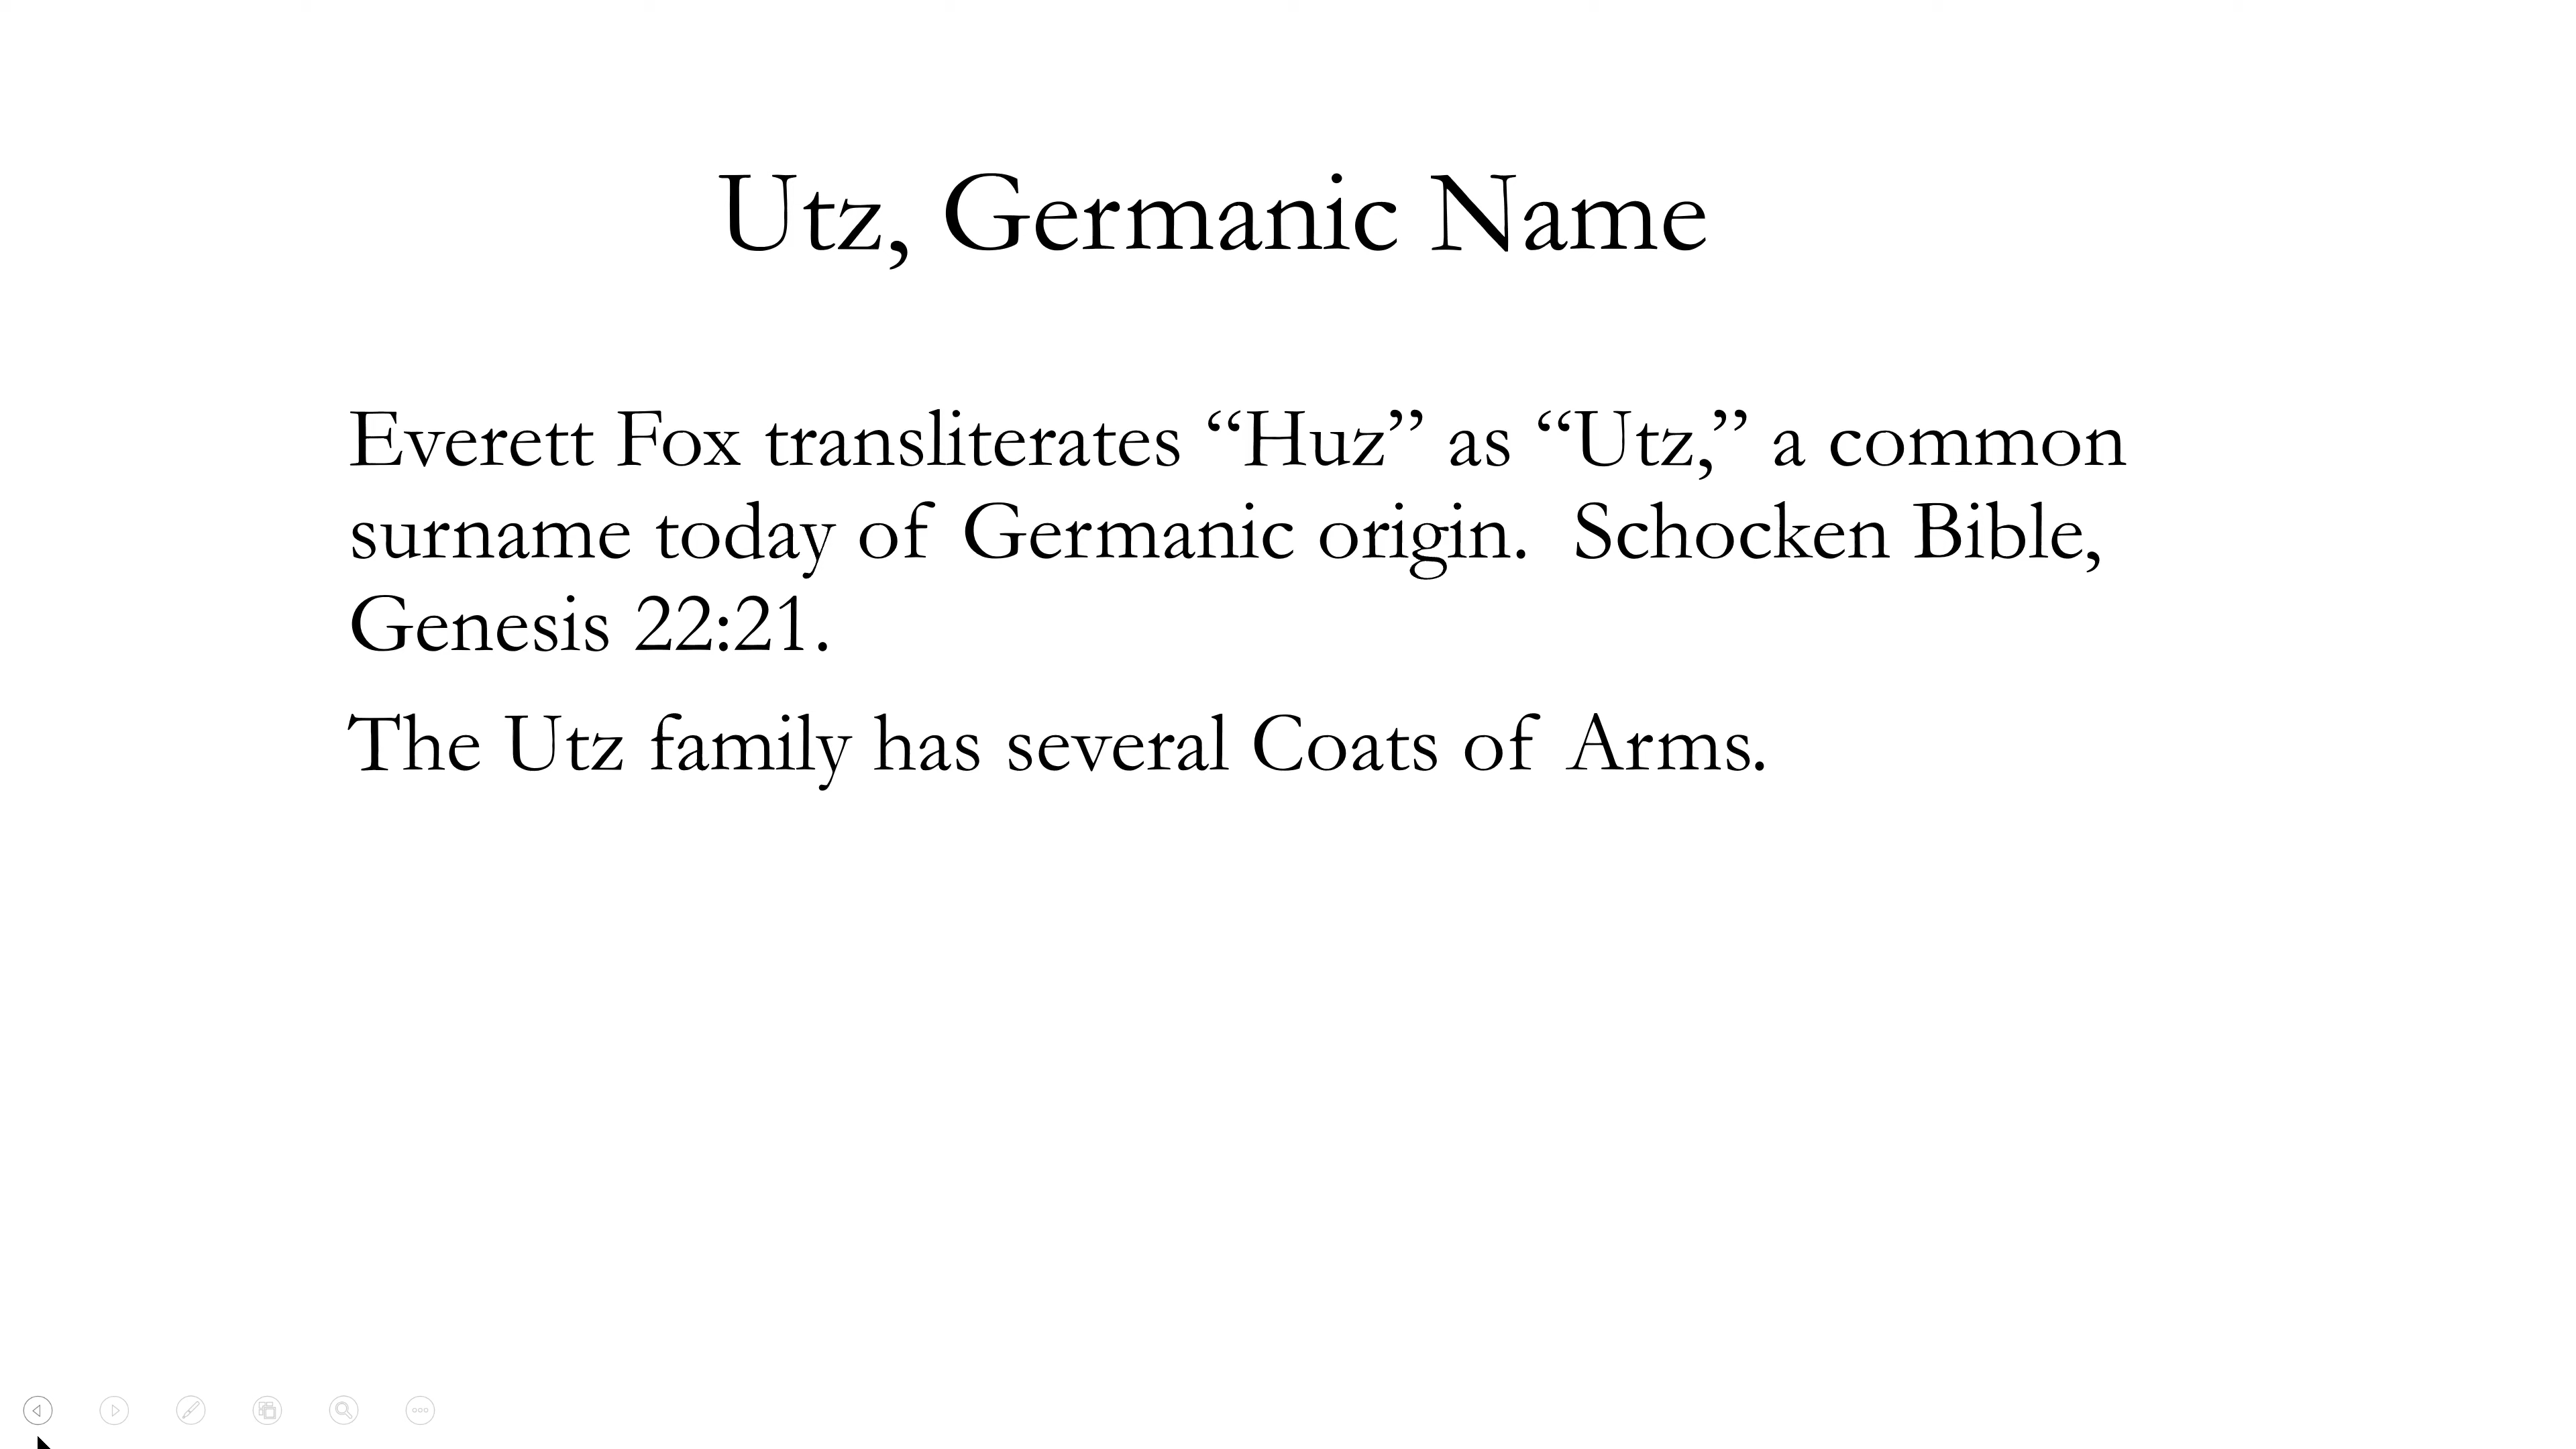 Utz, Germanic Name
Everett Fox transliterates “Huz” as “Utz,” a common
surname today of Germanic origin.  Schocken Bible,
Genesis 22:21.
The Utz family has several Coats of Arms.